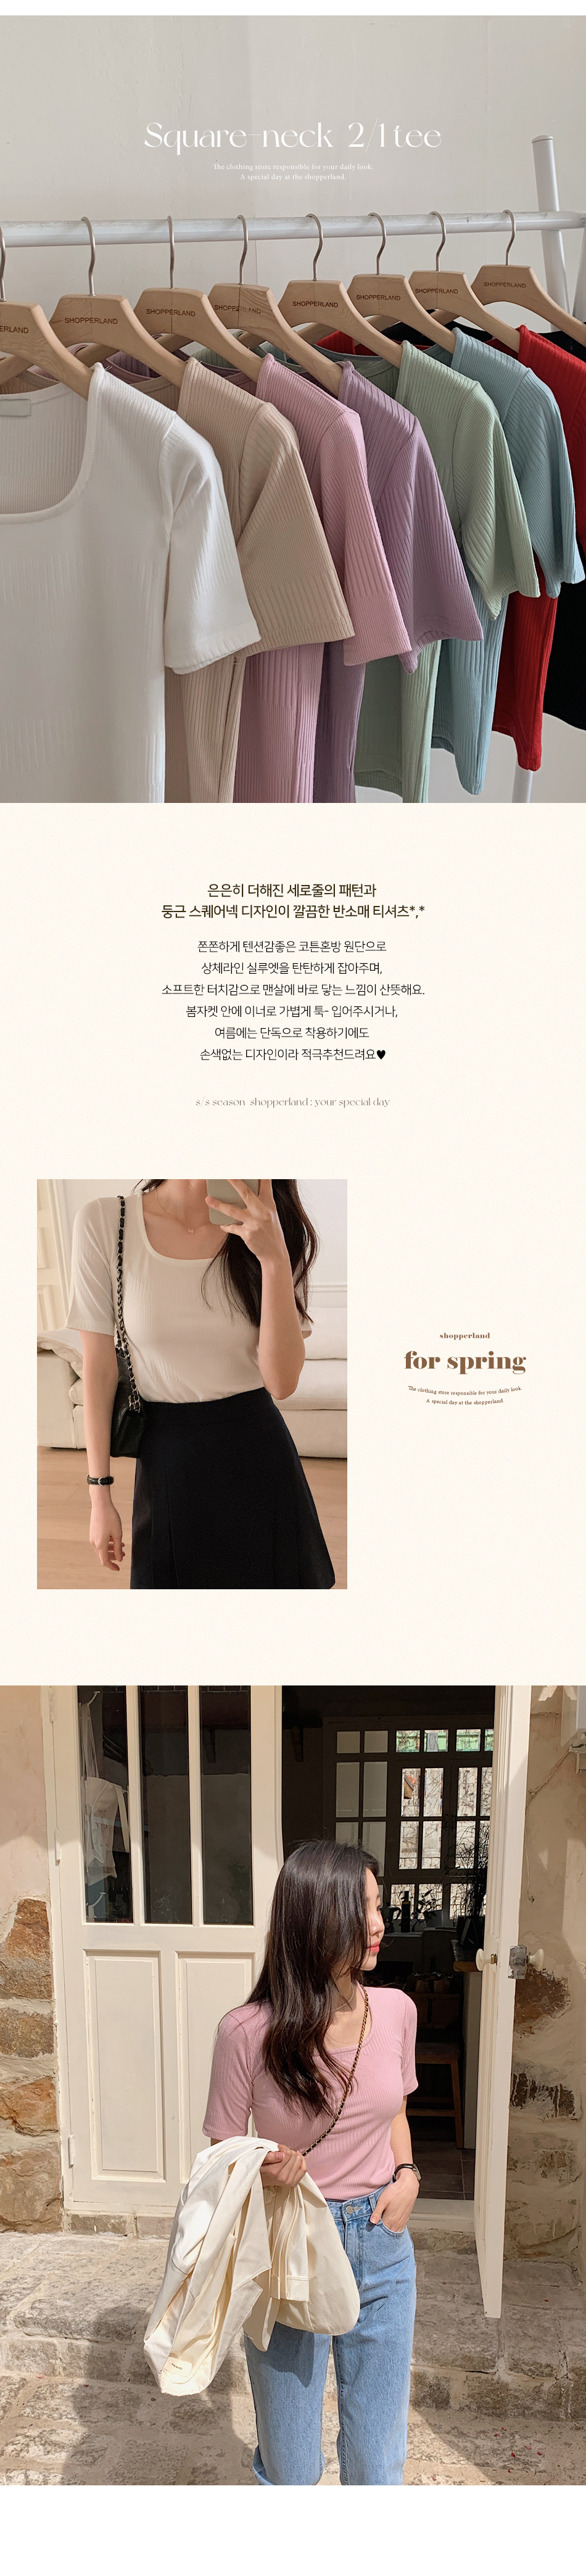 Square-neck 2/1 tee
The clothing store responsible for your daily look.
A special day at the shopperland.
ERLAND
SHOPPERLAND
SHOPPERLAND
SHOPPERLAND
SHOPPERLAND
SHOPPERLAND
SHOPPERLAND
SHOPPERLAND
은은히 더해진 세로줄의 패턴과
둥근 스퀘어넥 디자인이 깔끔한 반소매 티셔츠*,*
쫀쫀하게 텐션감좋은 코튼혼방 원단으로
상체라인 실루엣을 탄탄하게 잡아주며,
소프트한 터치감으로 맨살에 바로 닿는 느낌이 산뜻해요.
봄자켓 안에 이너로 가볍게 툭- 입어주시거나,
여름에는 단독으로 착용하기에도
손색없는 디자인이라 적극추천드려요♥
s/s season shopperland : your special day
shopperland
for spring
The clothing store responsible for your daily look.
A special day at the shopperland.